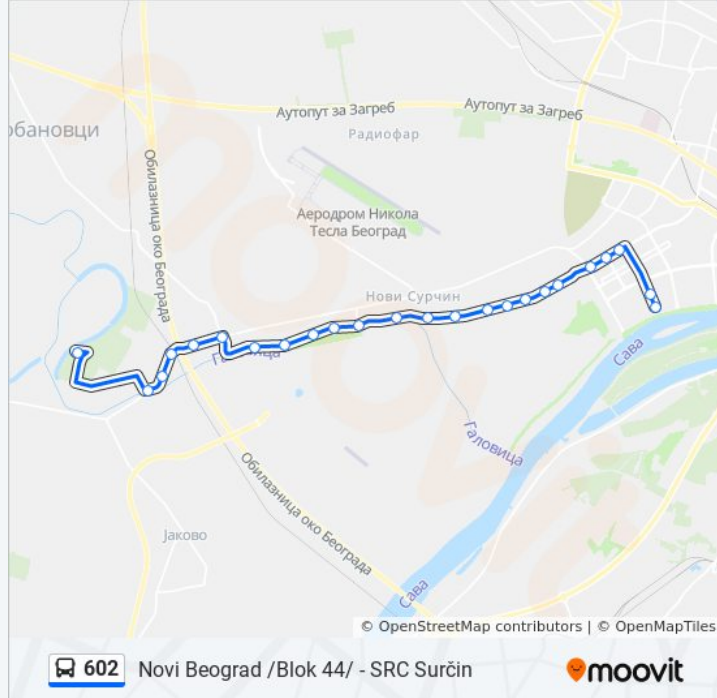 Аутопут за Загреб
Аутопут за Загреб
обановци
Радиофар
Обилазница око Београда
Аеродром Никола
Тесла Београд
Нови Сурчин
Сава
Галовица
Обилазница око Београда
Јаково
Сава
© OpenStreetMap contributors | © OpenMapTiles
602 Novi Beograd /Blok 44/ - SRC Surčin
moovit